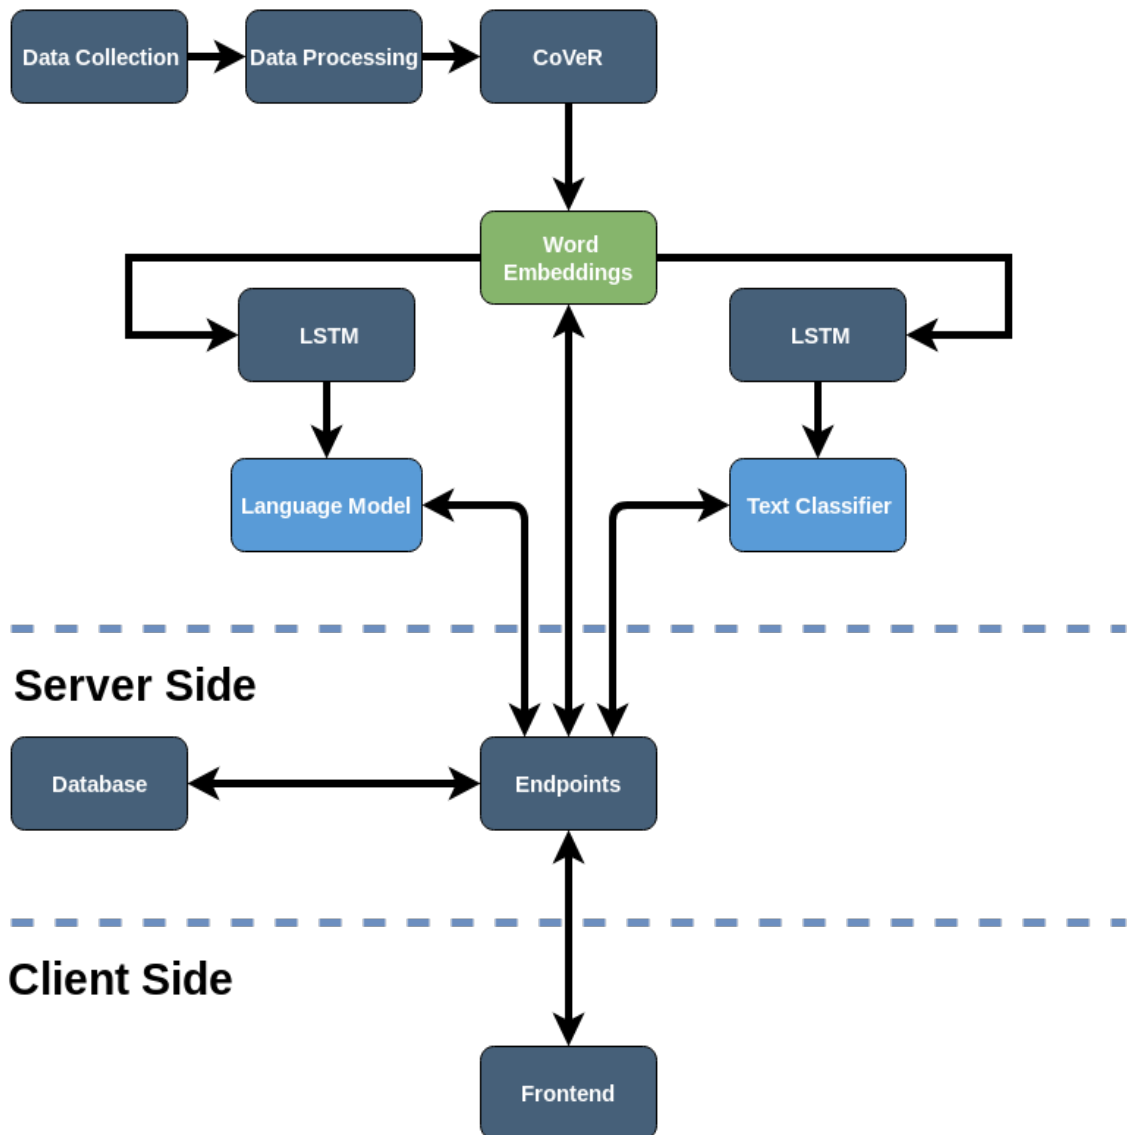 Data Collection
Data Processing
CoVeR
Word
Embeddings
LSTM
LSTM
Language Model
Text Classifier
Server Side
Database
Endpoints
Client Side
Frontend